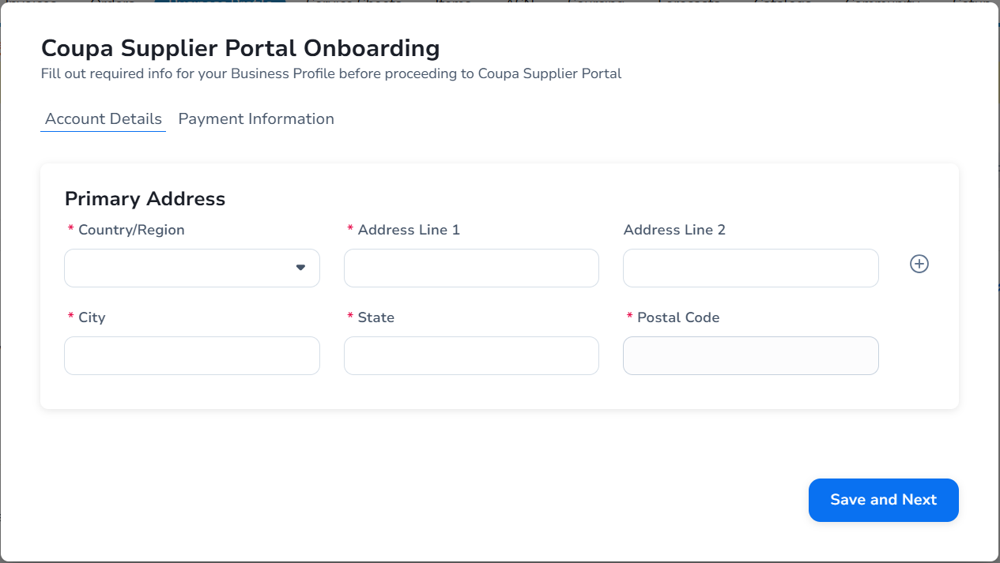 Coupa Supplier Portal Onboarding
Fill out required info for your Business Profile before proceeding to Coupa Supplier Portal
Account Details Payment Information
Primary Address
* Country/Region * Address Line 1 Address Line 2
* City * State * Postal Code
Save and Next